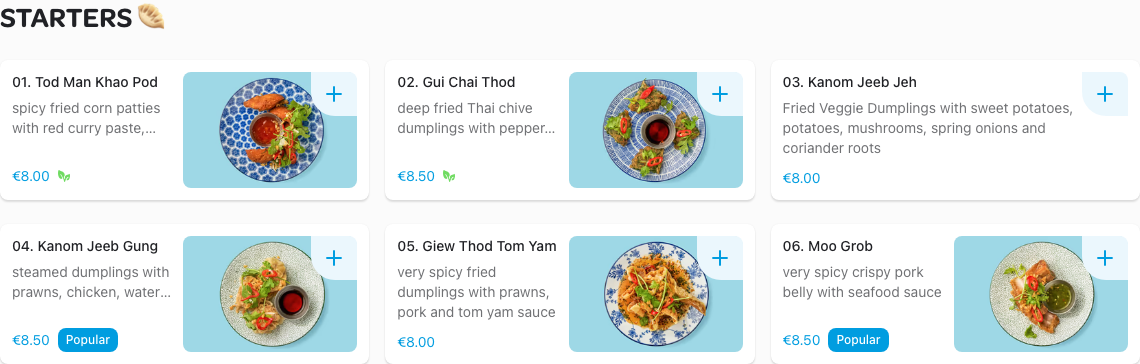 STARTERS
01. Tod Man Khao Pod
spicy fried corn patties
with red curry paste,...
€8.00
02. Gui Chai Thod
deep fried Thai chive
dumplings with pepper...
€8.50
03. Kanom Jeeb Jeh
Fried Veggie Dumplings with sweet potatoes,
potatoes, mushrooms, spring onions and
coriander roots
€8.00
04. Kanom Jeeb Gung
steamed dumplings with
prawns, chicken, water...
€8.50 Popular
05. Giew Thod Tom Yam
very spicy fried
dumplings with prawns,
pork and tom yam sauce
€8.00
06. Moo Grob
very spicy crispy pork
belly with seafood sauce
€8.50 Popular